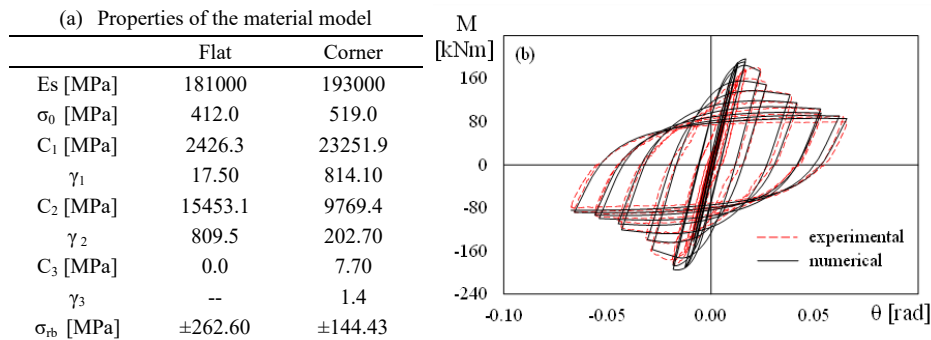 (a) Properties of the material model
Flat Corner
Es [MPa] 181000 193000
σ₀ [MPa] 412.0 519.0
C₁ [MPa] 2426.3 23251.9
γ₁ 17.50 814.10
C₂ [MPa] 15453.1 9769.4
γ₂ 809.5 202.70
C₃ [MPa] 0.0 7.70
γ₃ -- 1.4
σrb [MPa] ±262.60 ±144.43
M
[kNm]
(b)
160
80
0
-80
-160
-240
experimental
numerical
-0.10 -0.05 0.00 0.05 θ [rad]